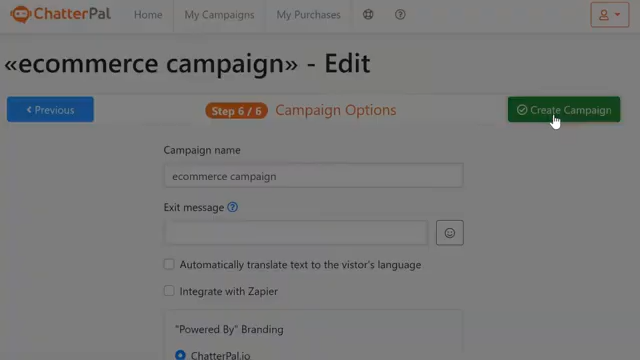 ChatterPal Home My Campaigns My Purchases
«ecommerce campaign» - Edit
Previous Step 6 / 6 Campaign Options Create Campaign
Campaign name
ecommerce campaign
Exit message
Automatically translate text to the vistor's language
Integrate with Zapier
"Powered By" Branding
ChatterPal.io